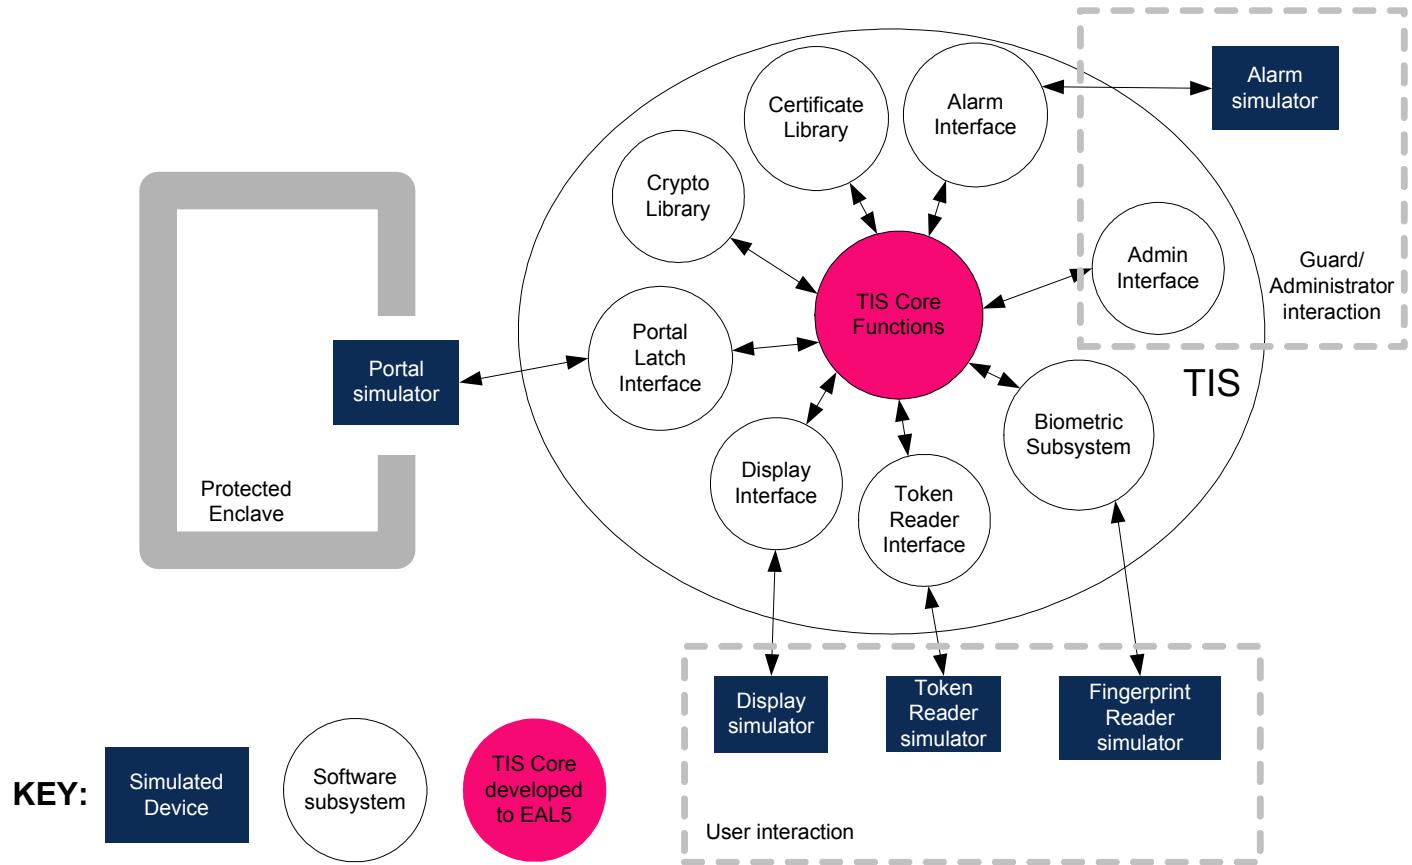 Certificate
Library
Alarm
Interface
Alarm
simulator
Crypto
Library
Admin
Interface
Guard/
Administrator
interaction
TIS Core
Functions
Portal
Latch
Interface
Portal
simulator
TIS
Biometric
Subsystem
Display
Interface
Token
Reader
Interface
Protected
Enclave
Display
simulator
Token
Reader
simulator
Fingerprint
Reader
simulator
User interaction
KEY:
Simulated
Device
Software
subsystem
TIS Core
developed
to EAL5